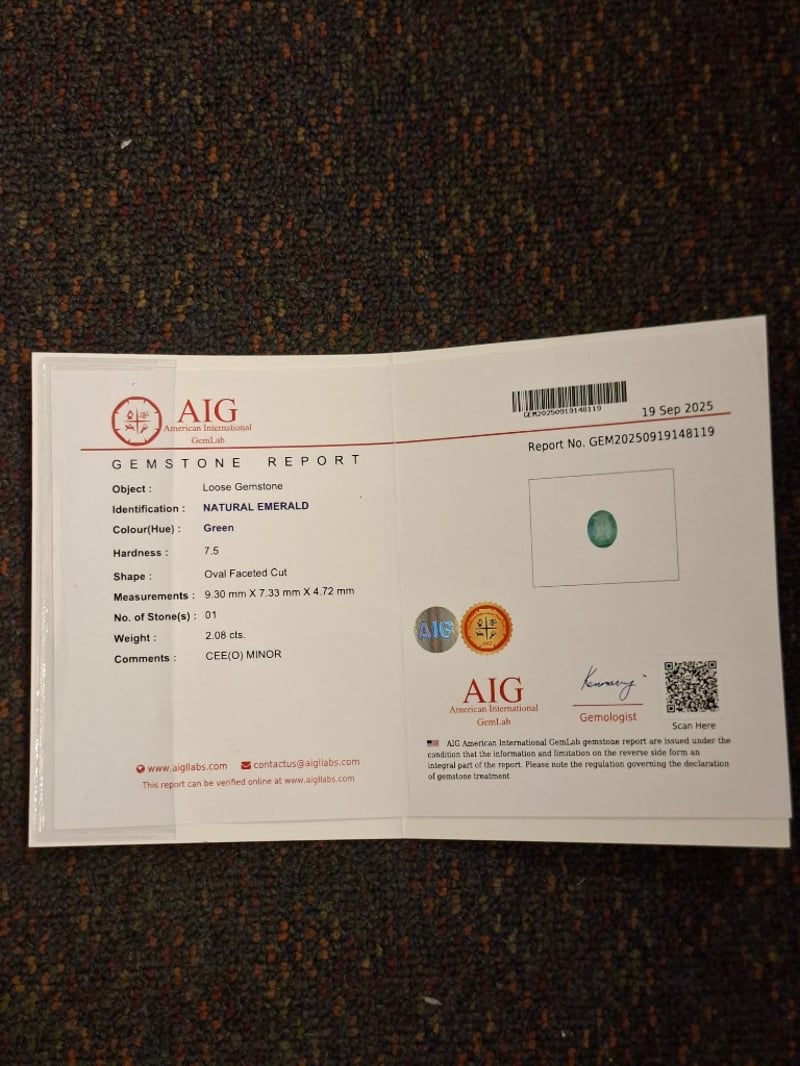 AIG
American International
GemLab
GEMSTONE REPORT
Object : Loose Gemstone
Identification : NATURAL EMERALD
Colour(Hue) : Green
Hardness : 7.5
Shape : Oval Faceted Cut
Measurements : 9.30 mm X 7.33 mm X 4.72 mm
No. of Stone(s) : 01
Weight : 2.08 cts.
Comments : CEE(O) MINOR
www.aigllabs.com contactus@aigllabs.com
This report can be verified online at www.aigllabs.com
GEM20250919148119
19 Sep 2025
Report No. GEM20250919148119
AIG
AIG
American International
GemLab
Gemologist
Scan Here
AIG American International GemLab gemstone report are issued under the
condition that the information and limitation on the reverse side form an
integral part of the report. Please note the regulation governing the declaration
of gemstone treatment